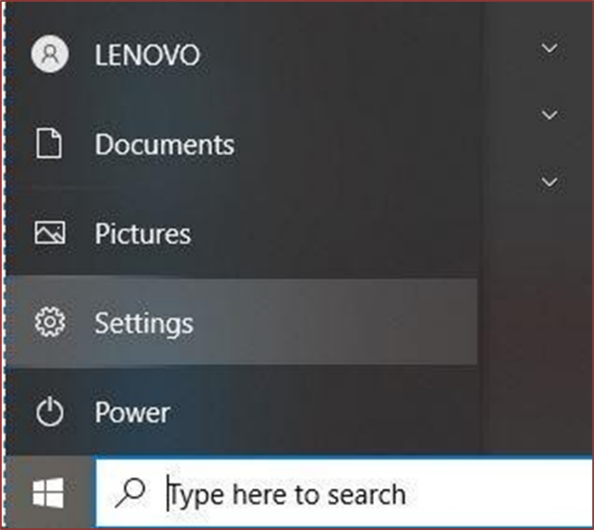 LENOVO
Documents
Pictures
Settings
Power
Type here to search